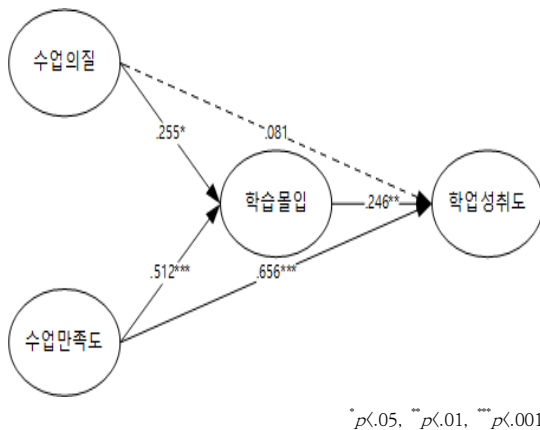 수업의질
.255*
.081
학습몰입
.246**
학업성취도
.512***
.656***
수업만족도
*p<.05, **p<.01, ***p<.001